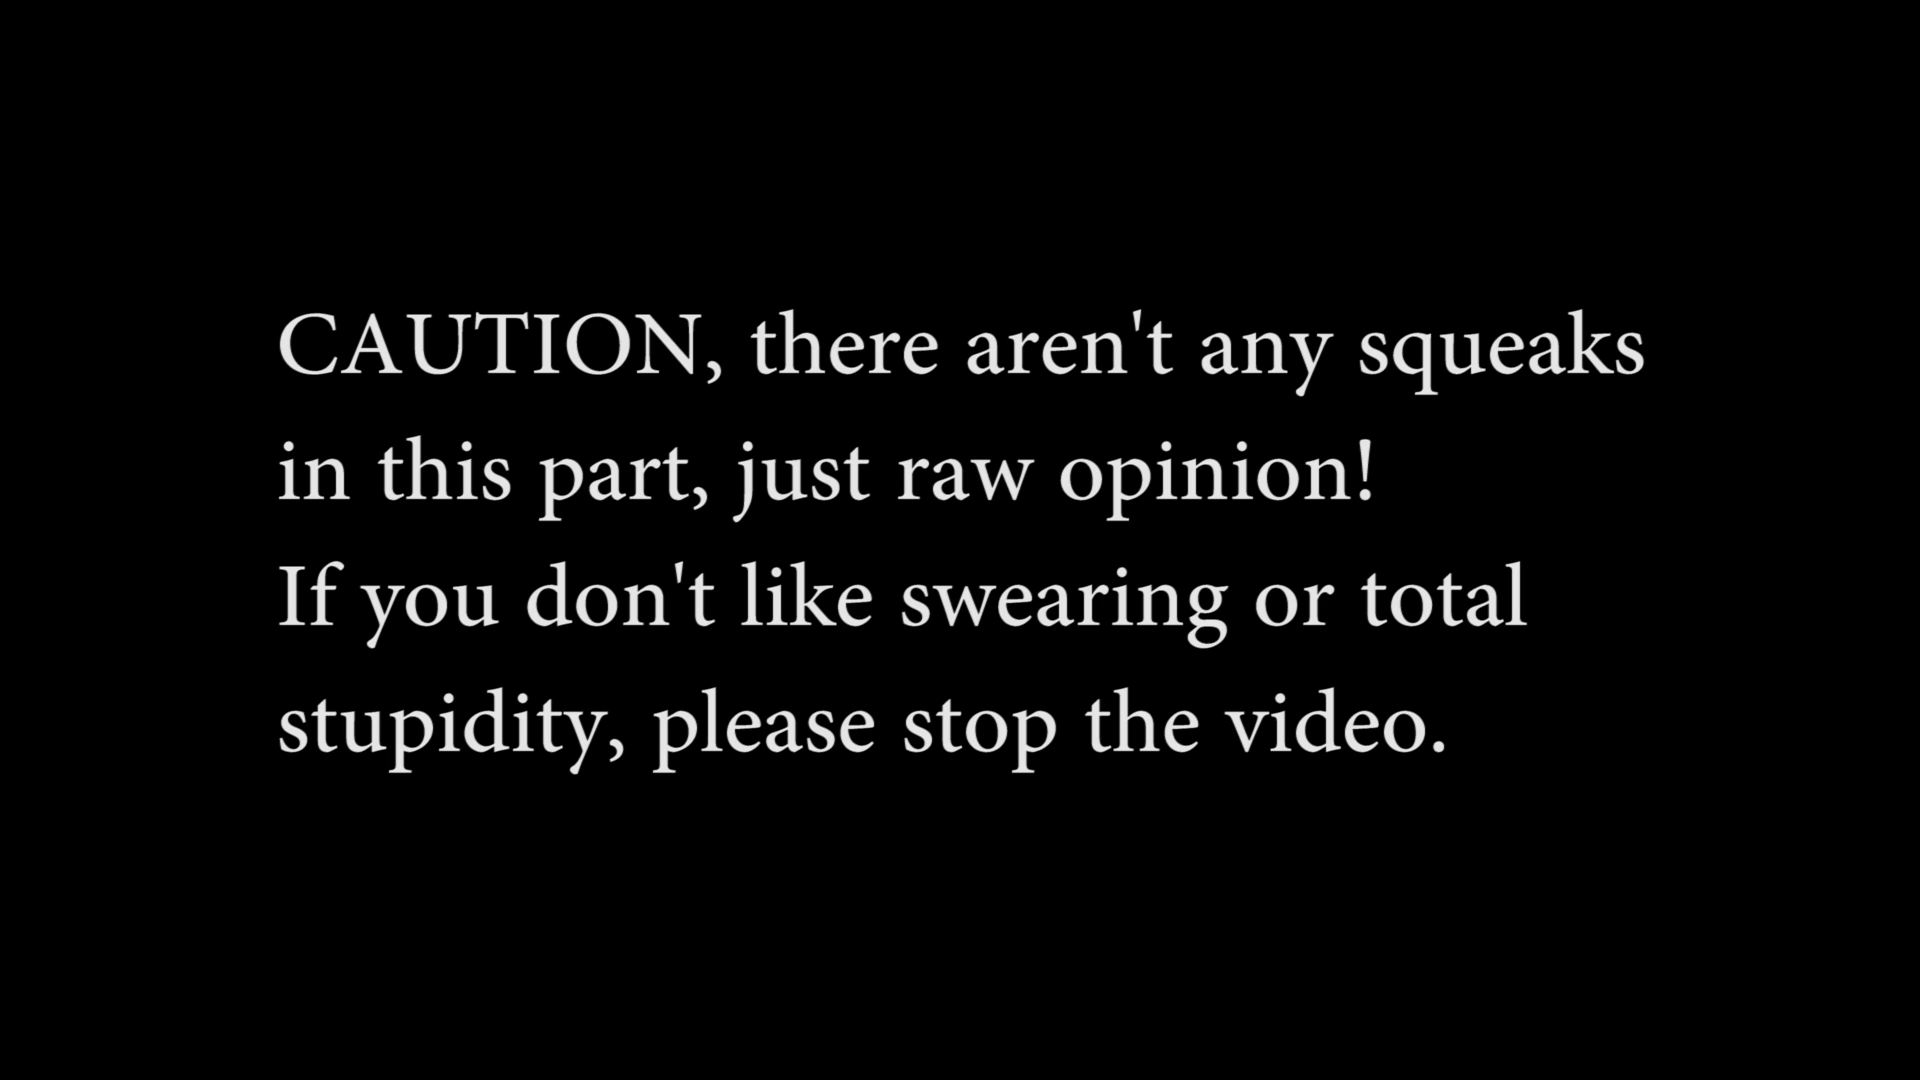 CAUTION, there aren't any squeaks
in this part, just raw opinion!
If you don't like swearing or total
stupidity, please stop the video.